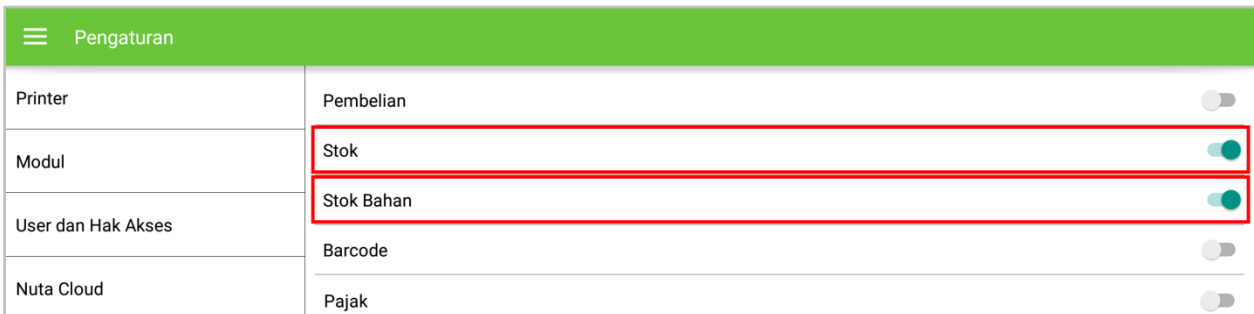 Pengaturan
Printer
Modul
User dan Hak Akses
Nuta Cloud
Pembelian
Stok
Stok Bahan
Barcode
Pajak